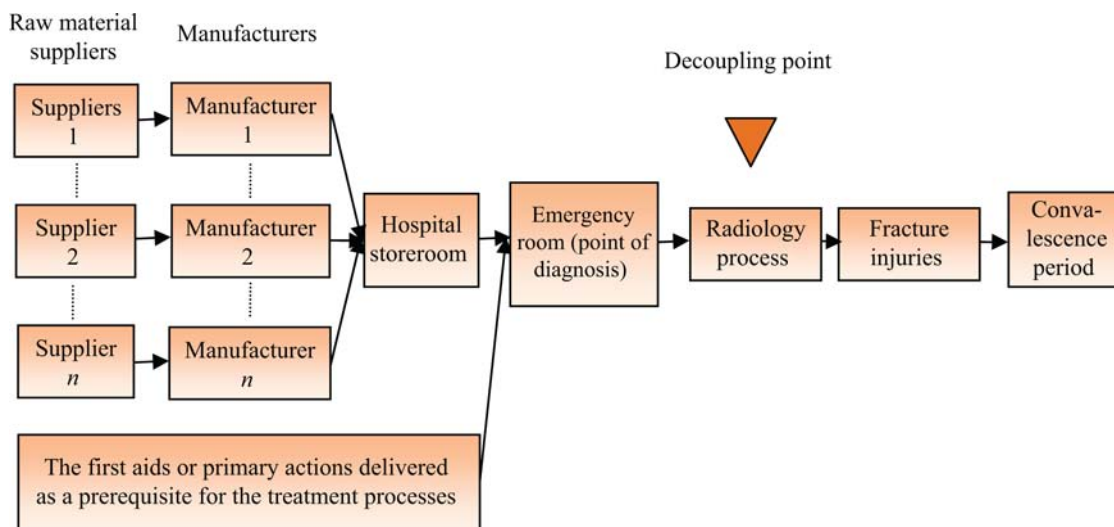 Raw material
suppliers
Manufacturers
Decoupling point
Suppliers
1
Manufacturer
1
Supplier
2
Manufacturer
2
Hospital
storeroom
Emergency
room (point of
diagnosis)
Radiology
process
Fracture
injuries
Conva-
lescence
period
Supplier
n
Manufacturer
n
The first aids or primary actions delivered
as a prerequisite for the treatment processes